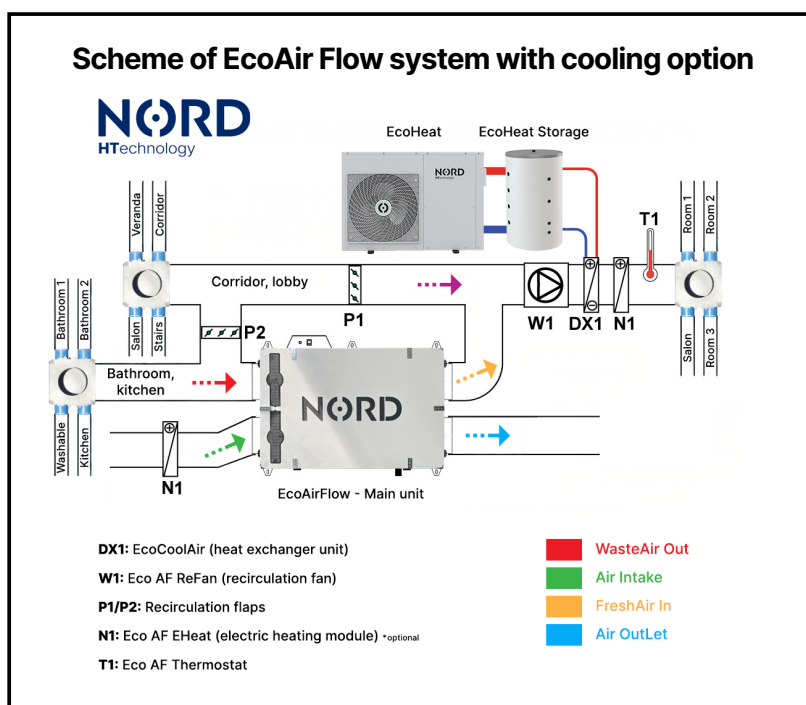 Scheme of EcoAir Flow system with cooling option
NORD
HTechnology
EcoHeat
EcoHeat Storage
NORD
HTechnology
Veranda
Corridor
Room 1
Room 2
T1
Corridor, lobby
Bathroom 1
Bathroom 2
P1
W1
DX1
N1
Salon
Stairs
P2
Salon
Room 3
Bathroom,
kitchen
NORD
Washable
Kitchen
N1
EcoAirFlow - Main unit
DX1: EcoCoolAir (heat exchanger unit)
W1: Eco AF ReFan (recirculation fan)
P1/P2: Recirculation flaps
N1: Eco AF EHeat (electric heating module) *optional
T1: Eco AF Thermostat
WasteAir Out
Air Intake
FreshAir In
Air OutLet